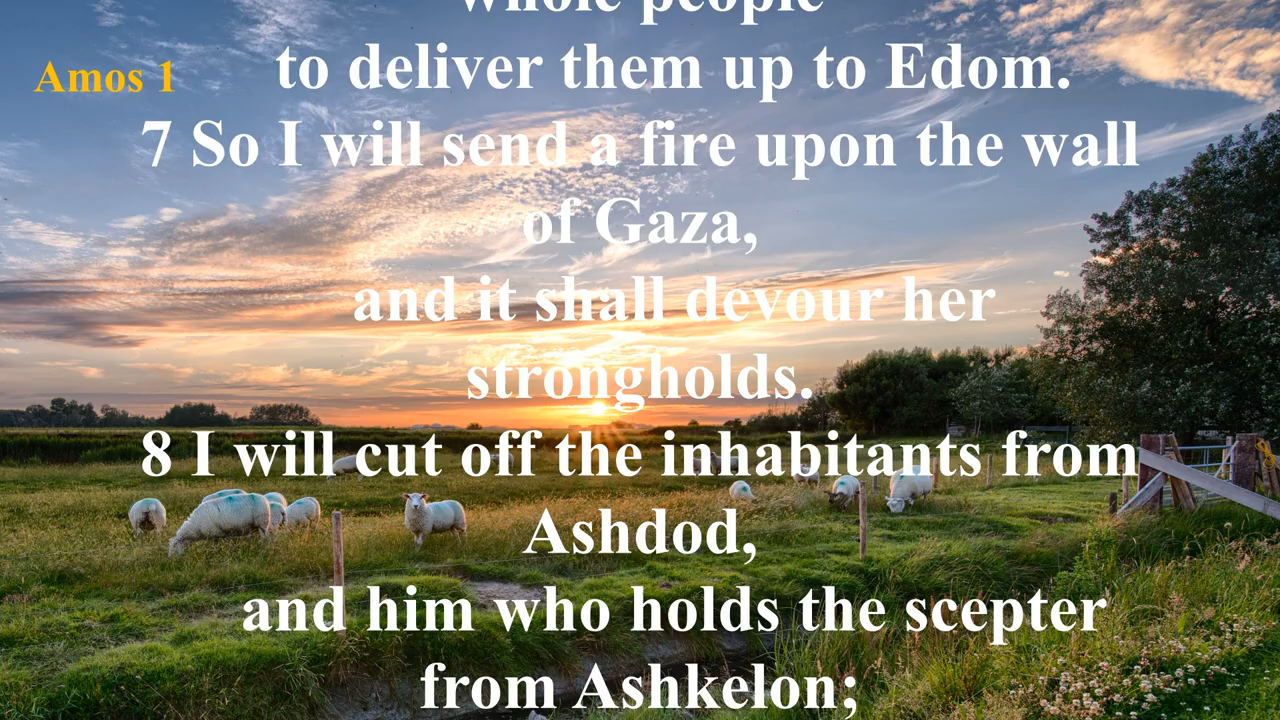 whole people
Amos 1
to deliver them up to Edom.
7 So I will send a fire upon the wall
of Gaza,
and it shall devour her
strongholds.
8 I will cut off the inhabitants from
Ashdod,
and him who holds the scepter
from Ashkelon;